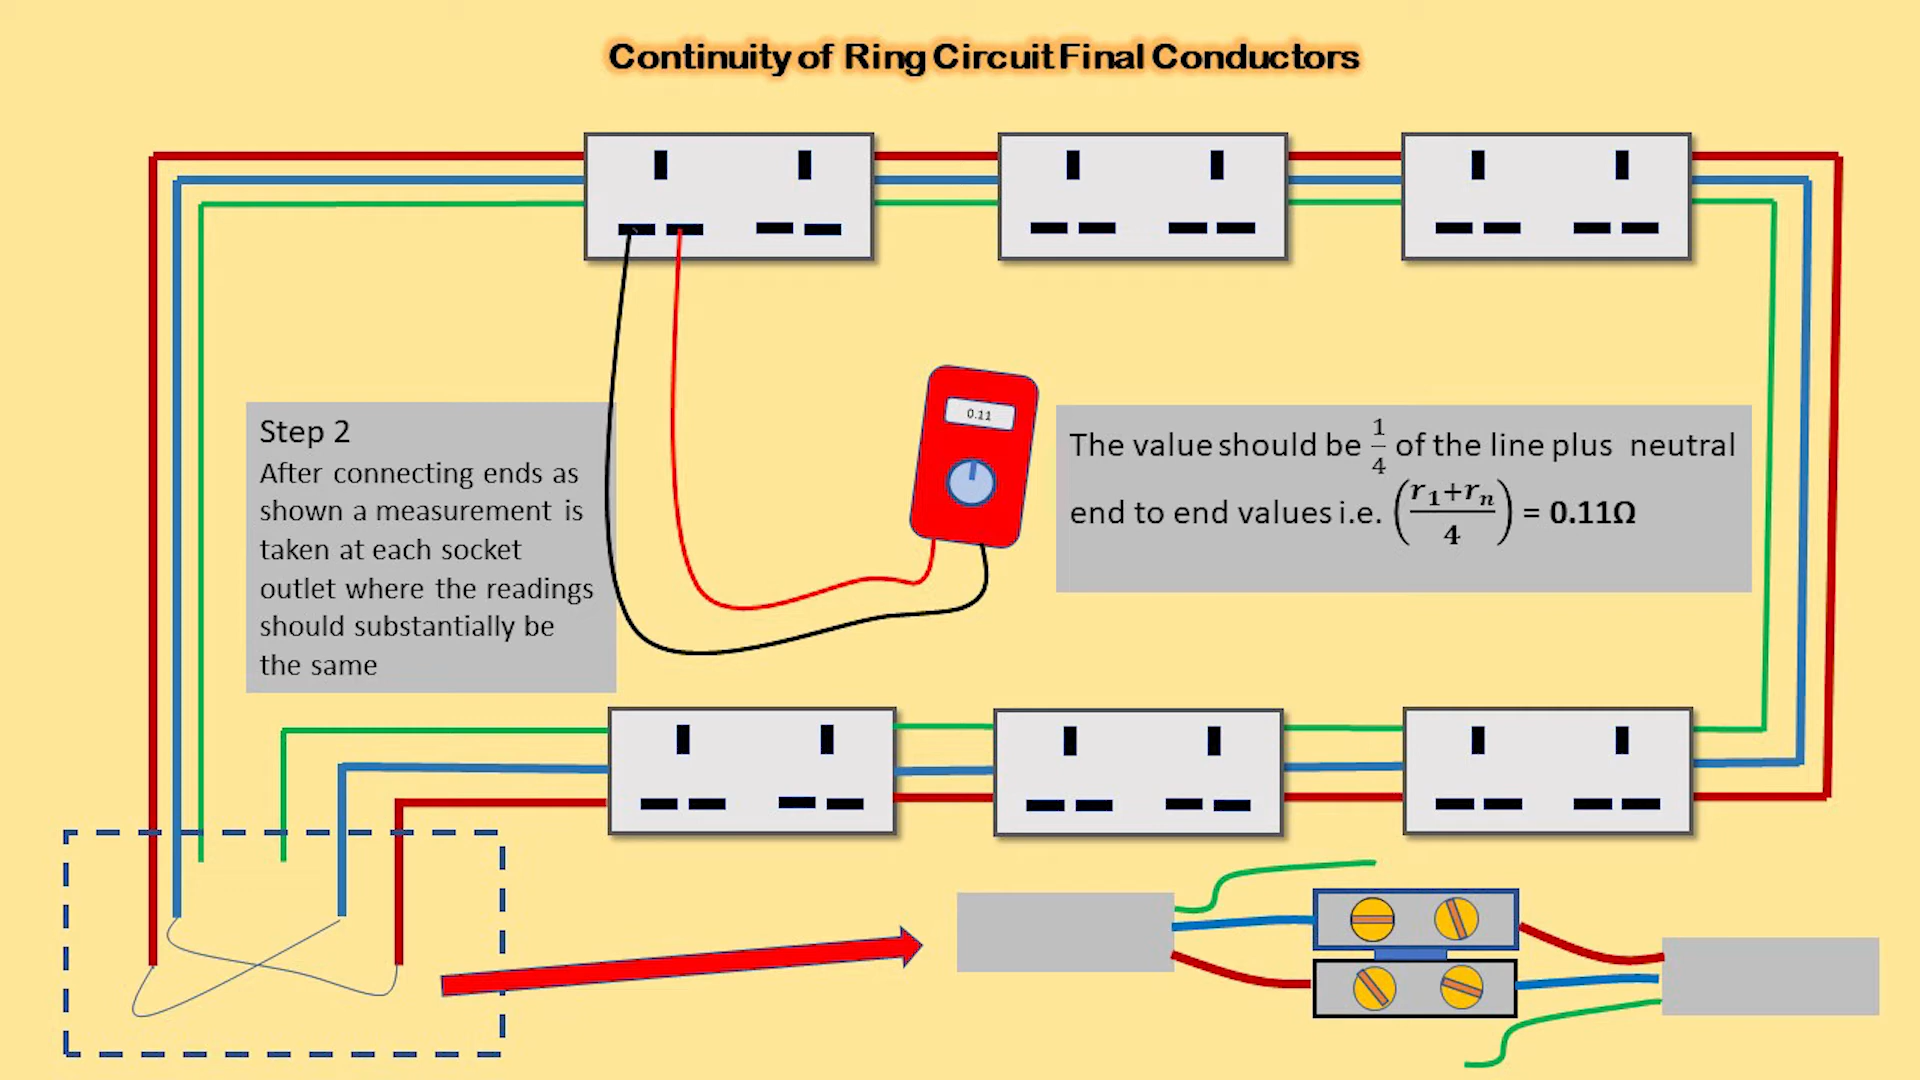 Continuity of Ring Circuit Final Conductors
0.11
Step 2
After connecting ends as
shown a measurement is
taken at each socket
outlet where the readings
should substantially be
the same
The value should be 1/4 of the line plus neutral
end to end values i.e. (r₁+rₙ/4) = 0.11Ω